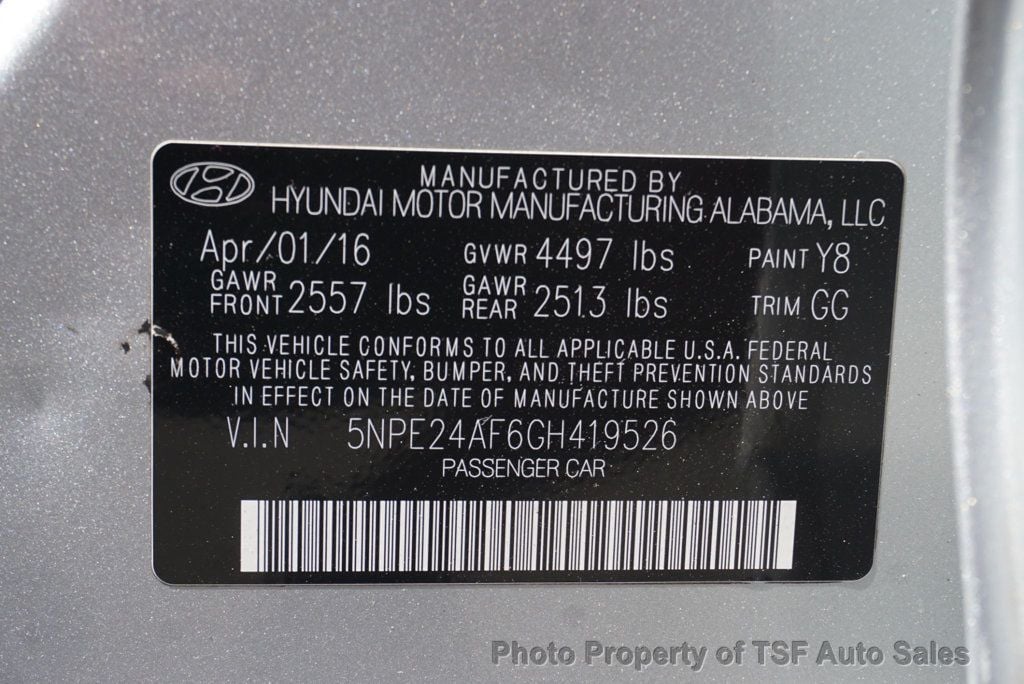 MANUFACTURED BY
HYUNDAI MOTOR MANUFACTURING ALABAMA, LLC
Apr/01/16 GVWR 4497 lbs PAINT Y8
GAWR FRONT 2557 lbs GAWR REAR 2513 lbs TRIM GG
THIS VEHICLE CONFORMS TO ALL APPLICABLE U.S.A. FEDERAL
MOTOR VEHICLE SAFETY, BUMPER, AND THEFT PREVENTION STANDARDS
IN EFFECT ON THE DATE OF MANUFACTURE SHOWN ABOVE
V.I.N 5NPE24AF6GH419526
PASSENGER CAR
Photo Property of TSF Auto Sales